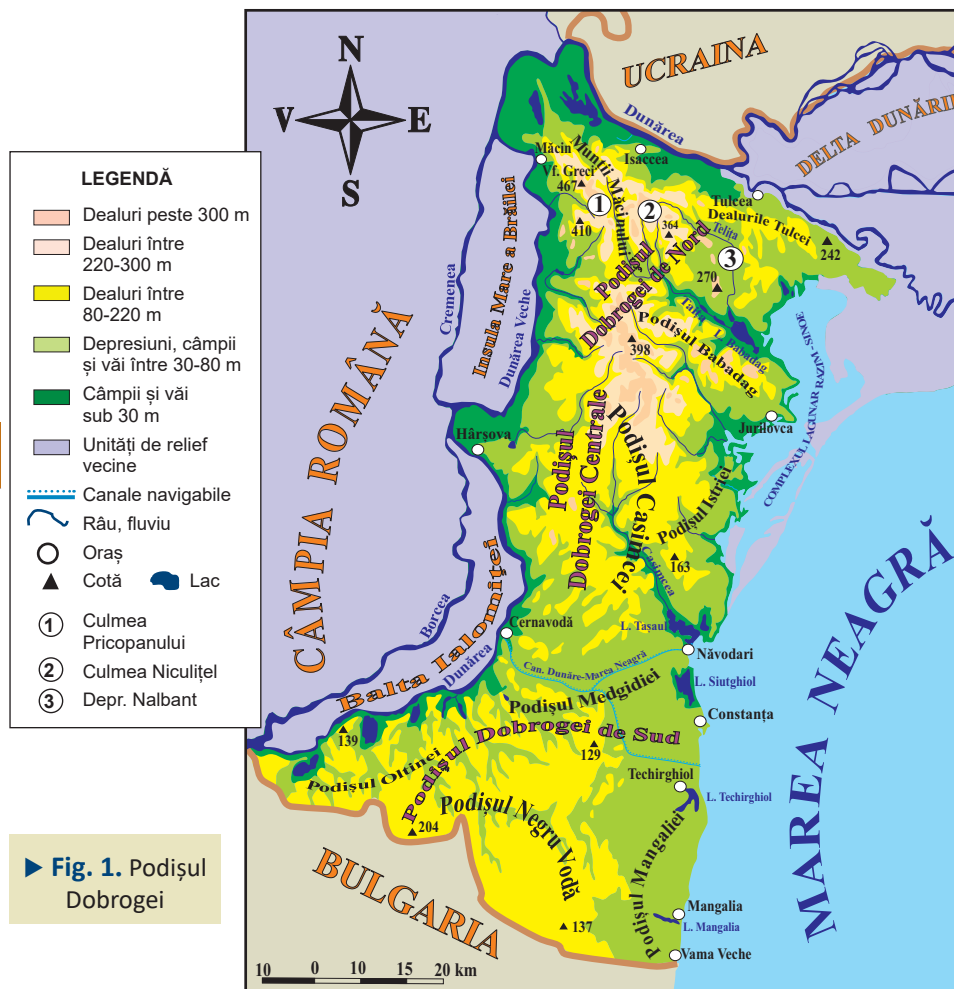 N
V
E
S
LEGENDĂ
Dealuri peste 300 m
Dealuri între
220-300 m
Dealuri între
80-220 m
Depresiuni, câmpii
și văi între 30-80 m
Câmpii și văi
sub 30 m
Unități de relief
vecine
Canale navigabile
Râu, fluviu
Oraș
Cotă
Lac
1 Culmea
Pricopanului
2 Culmea Niculițel
3 Depr. Nalbant
▶ Fig. 1. Podișul
Dobrogei
UCRAINA
DELTA DUNĂRII
Dunărea
Măcin
Isaccea
Vf. Greci
467
Munții Măcinului
1
2
3
410
364
Tulcea
Dealurile Tulcei
Telița
242
270
Podișul
Dobrogei de Nord
Taița
L. Babadag
Podișul Babadag
398
Cremenea
Insula Mare a Brăilei
Dunărea Veche
CÂMPIA ROMÂNĂ
Hârșova
Jurilovca
COMPLEXUL LAGUNAR RAZIM–SINOE
Podișul
Dobrogei Centrale
Podișul Casimcei
Podișul Istriei
Casimcea
163
Borcea
Balta Ialomiței
Dunărea
Cernavodă
L. Tașaul
Năvodari
Can. Dunăre-Marea Neagră
L. Siutghiol
Podișul Medgidiei
Constanța
139
Podișul Dobrogei de Sud
129
Podișul Oltinei
Techirghiol
L. Techirghiol
204
Podișul Negru Vodă
Podișul Mangaliei
Mangalia
L. Mangalia
137
Vama Veche
BULGARIA
MAREA NEAGRĂ
10 0 10 15 20 km